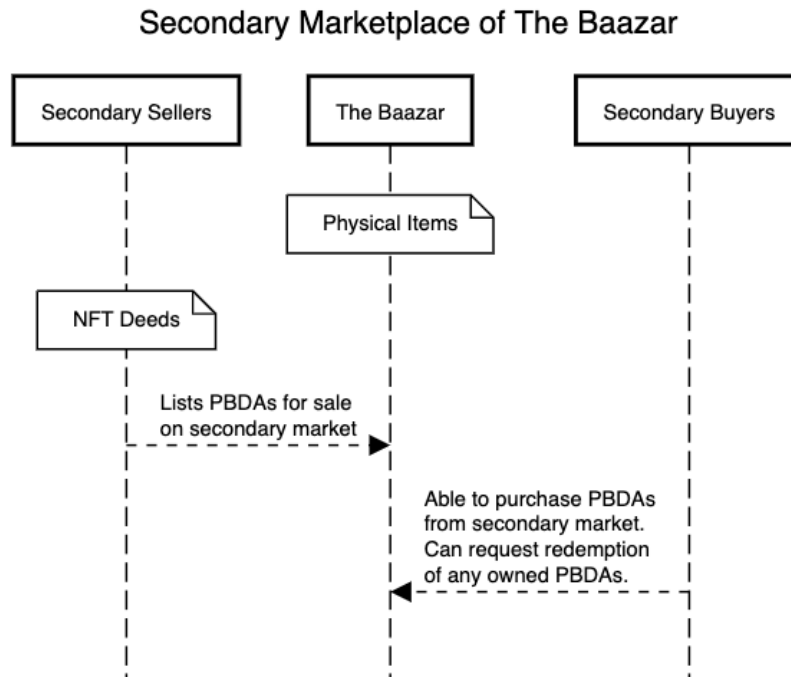 Secondary Marketplace of The Baazar
Secondary Sellers
The Baazar
Secondary Buyers
Physical Items
NFT Deeds
Lists PBDAs for sale
on secondary market
Able to purchase PBDAs
from secondary market.
Can request redemption
of any owned PBDAs.